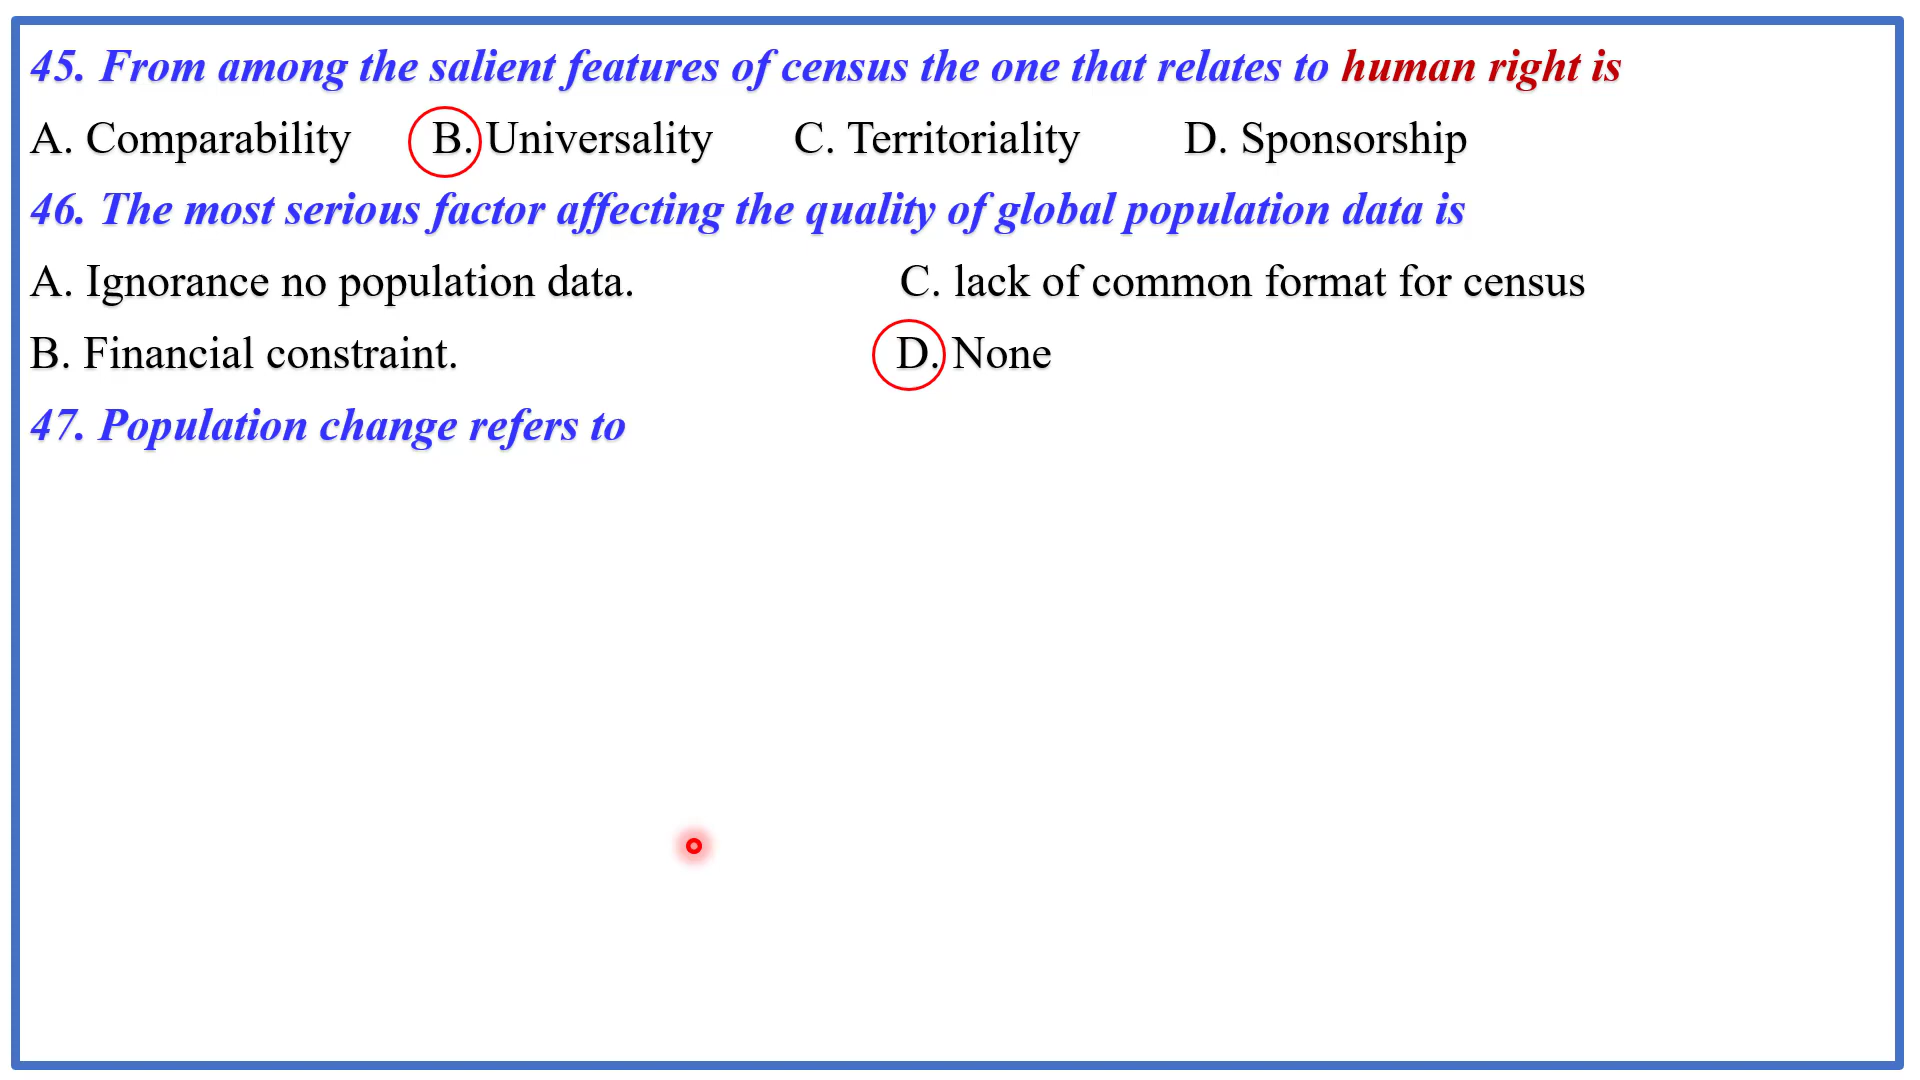 45. From among the salient features of census the one that relates to human right is
A. Comparability B. Universality C. Territoriality D. Sponsorship
46. The most serious factor affecting the quality of global population data is
A. Ignorance no population data. C. lack of common format for census
B. Financial constraint. D. None
47. Population change refers to